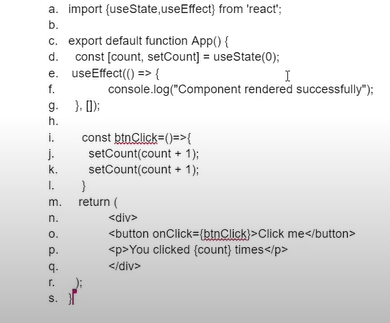 a. import {useState,useEffect} from 'react';
b.
c. export default function App() {
d. const [count, setCount] = useState(0);
e. useEffect(() => {
f. console.log("Component rendered successfully");
g. }, []);
h.
i. const btnClick=()=>{
j. setCount(count + 1);
k. setCount(count + 1);
l. }
m. return (
n. <div>
o. <button onClick={btnClick}>Click me</button>
p. <p>You clicked {count} times</p>
q. </div>
r. );
s. }